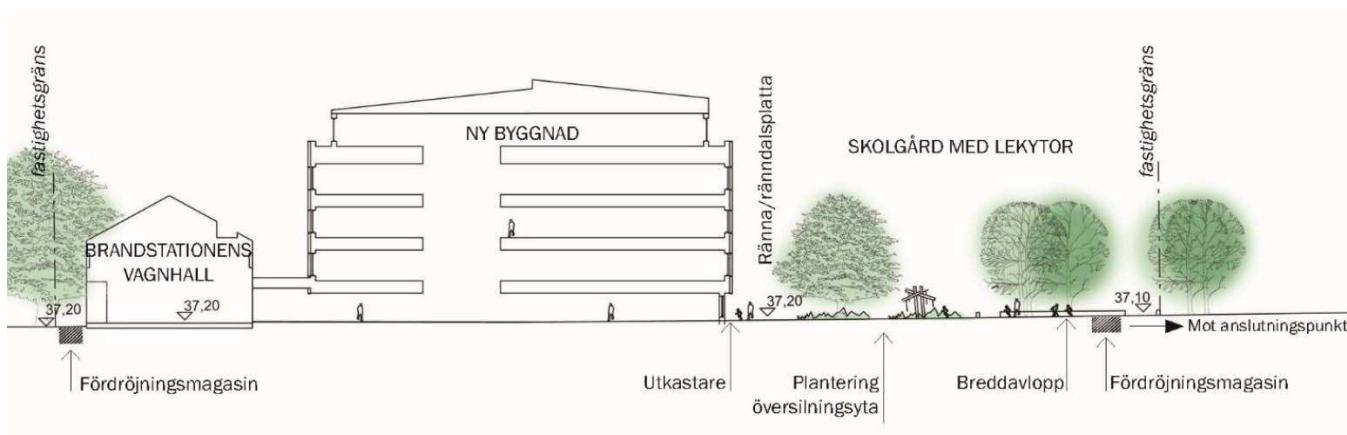 fastighetsgräns
BRANDSTATIONENS
VAGNHALL
NY BYGGNAD
Ränna/ränndalsplatta
SKOLGÅRD MED LEKYTOR
fastighetsgräns
37,20
37,20
37,20
37,10
Mot anslutningspunkt
Fördröjningsmagasin
Utkastare
Plantering
översilningsyta
Breddavlopp
Fördröjningsmagasin